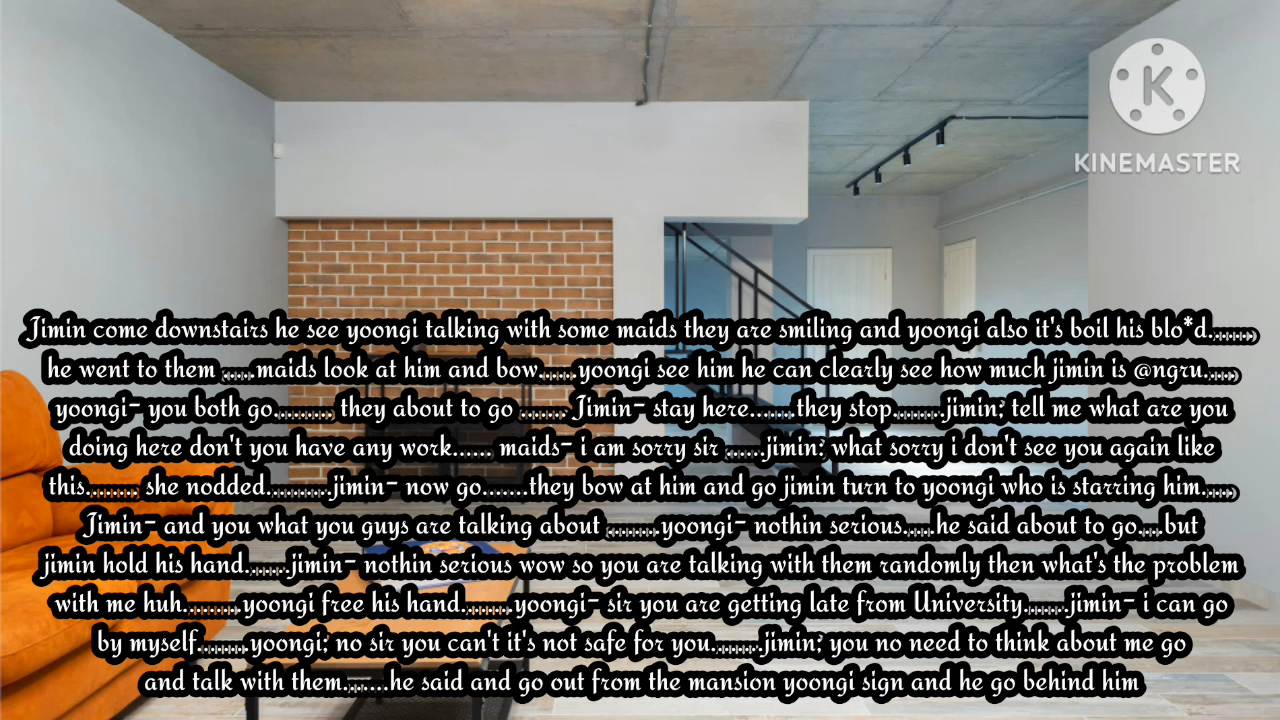 KINEMASTER
Jimin come downstairs he see yoongi talking with some maids they are smiling and yoongi also it's boil his blo*d.,,,,,,,,
he went to them ,,,,,,.maids look at him and bow.,,,,,.yoongi see him he can clearly see how much jimin is @ngru.,,,,,
yoongi- you both go.,.,.,.,., they about to go ......., Jimin- stay here.......they stop.,.,.,.,.jimin; tell me what are you
doing here don't you have any work...... maids- i am sorry sir ,......jimin; what sorry i don't see you again like
this.,.,.,.,., she nodded.,.,.,.,.,.jimin- now go.......they bow at him and go jimin turn to yoongi who is starring him.,,,,,
Jimin- and you what you guys are talking about ,.,.,.,.,.yoongi- nothin serious.,.,.,.he said about to go.,.,.but
jimin hold his hand.,.,.,..jimin- nothin serious wow so you are talking with them randomly then what's the problem
with me huh.,.,.,.,.yoongi free his hand.,.,.,.,.yoongi- sir you are getting late from University.,.,.,..jimin- i can go
by myself.,.,.,.,.yoongi; no sir you can't it's not safe for you.,.,.,.,.jimin; you no need to think about me go
and talk with them.,.,....he said and go out from the mansion yoongi sign and he go behind him